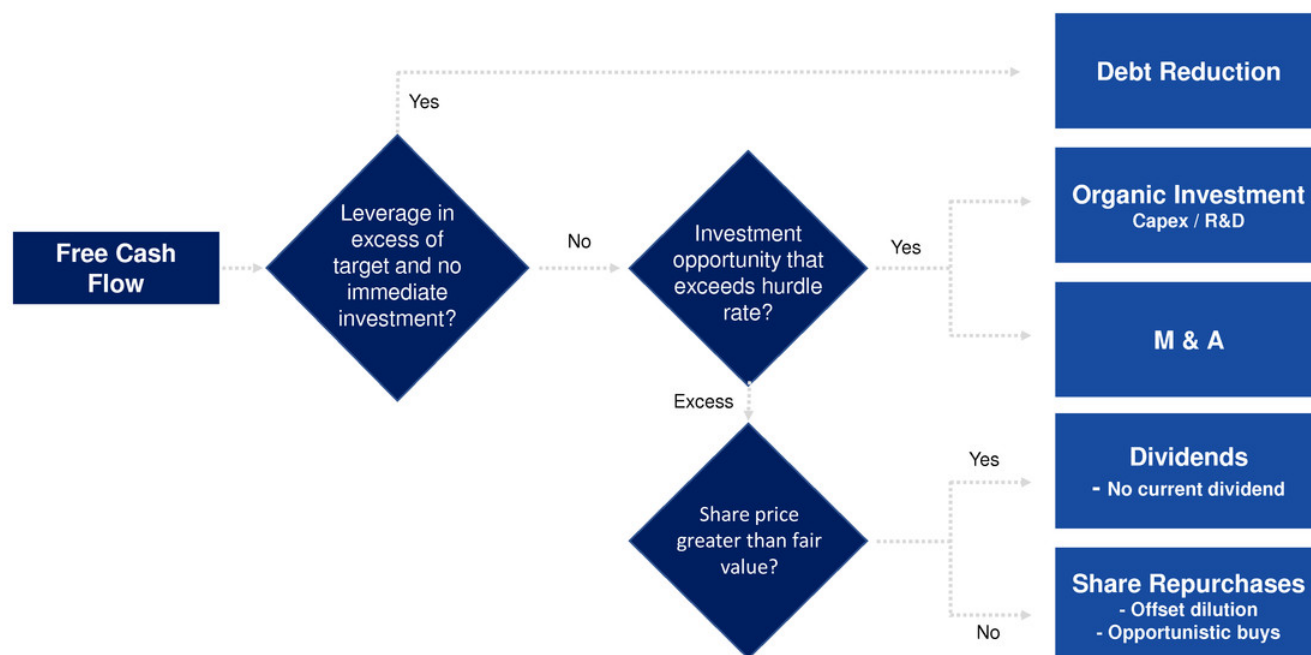 Debt Reduction
Yes
Leverage in
excess of
target and no
immediate
investment?
Free Cash
Flow
No
Investment
opportunity that
exceeds hurdle
rate?
Yes
Organic Investment
Capex / R&D
M & A
Excess
Share price
greater than fair
value?
Yes
Dividends
- No current dividend
No
Share Repurchases
- Offset dilution
- Opportunistic buys